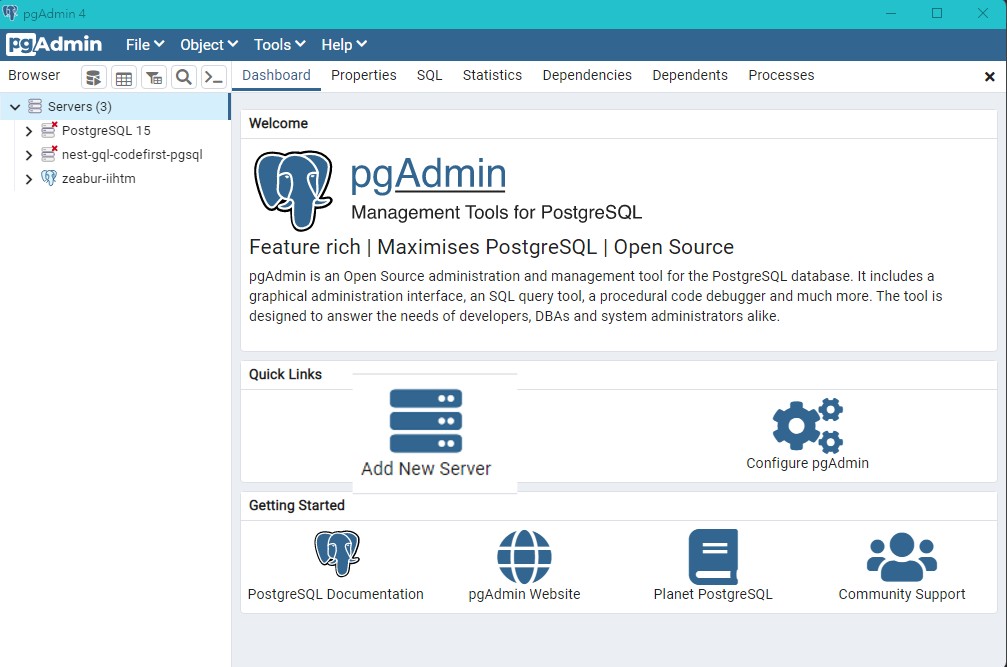 pgAdmin 4
pgAdmin File Object Tools Help
Browser Dashboard Properties SQL Statistics Dependencies Dependents Processes
Servers (3)
PostgreSQL 15
nest-gql-codefirst-pgsql
zeabur-iihtm
Welcome
pgAdmin
Management Tools for PostgreSQL
Feature rich | Maximises PostgreSQL | Open Source
pgAdmin is an Open Source administration and management tool for the PostgreSQL database. It includes a
graphical administration interface, an SQL query tool, a procedural code debugger and much more. The tool is
designed to answer the needs of developers, DBAs and system administrators alike.
Quick Links
Add New Server
Configure pgAdmin
Getting Started
PostgreSQL Documentation
pgAdmin Website
Planet PostgreSQL
Community Support